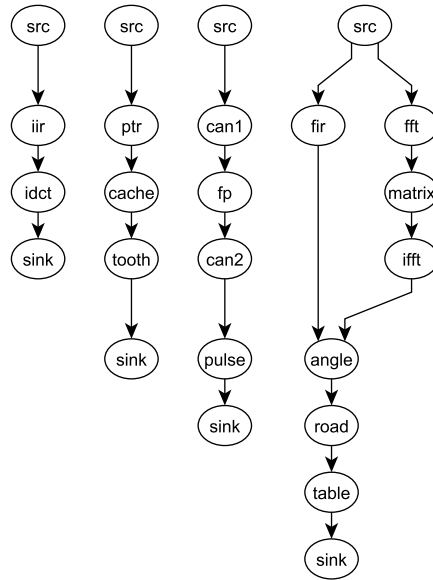 src
iir
idct
sink
src
ptr
cache
tooth
sink
src
can1
fp
can2
pulse
sink
src
fir
fft
matrix
ifft
angle
road
table
sink